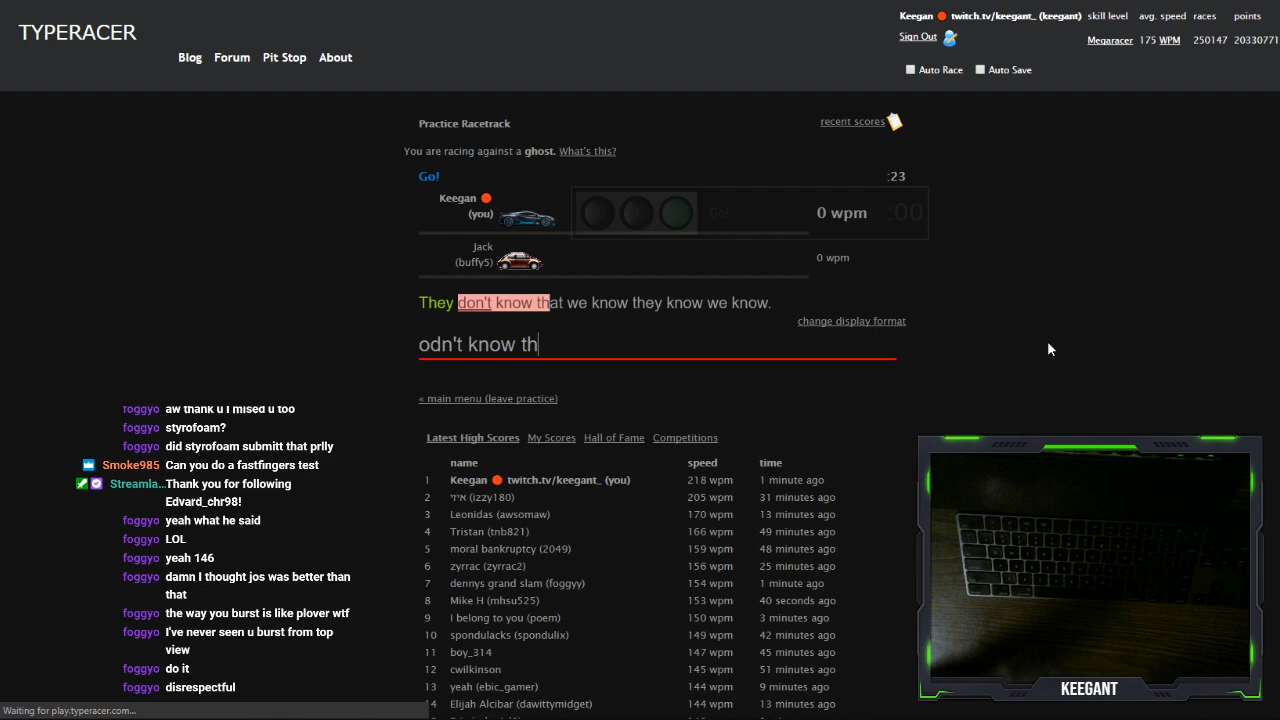 TYPERACER
Blog Forum Pit Stop About
Keegan twitch.tv/keegant_ (keegant) skill level avg. speed races points
Sign Out Megaracer 175 WPM 250147 20330771
Auto Race Auto Save
Practice Racetrack recent scores
You are racing against a ghost. What's this?
Go! :23
Keegan
(you) Go! 0 wpm :00
Jack
(buffy5) 0 wpm
They don't know that we know they know we know.
change display format
odn't know th
« main menu (leave practice)
Latest High Scores My Scores Hall of Fame Competitions
name speed time
1 Keegan twitch.tv/keegant_ (you) 218 wpm 1 minute ago
2 איזי (izzy180) 205 wpm 31 minutes ago
3 Leonidas (awsomaw) 170 wpm 13 minutes ago
4 Tristan (tnb821) 166 wpm 49 minutes ago
5 moral bankruptcy (2049) 159 wpm 48 minutes ago
6 zyrrac (zyrrac2) 156 wpm 25 minutes ago
7 dennys grand slam (foggyy) 154 wpm 1 minute ago
8 Mike H (mhsu525) 153 wpm 40 seconds ago
9 I belong to you (poem) 150 wpm 3 minutes ago
10 spondulacks (spondulix) 149 wpm 42 minutes ago
11 boy_314 147 wpm 45 minutes ago
12 cwilkinson 145 wpm 51 minutes ago
13 yeah (ebic_gamer) 144 wpm 9 minutes ago
14 Elijah Alcibar (dawittymidget) 144 wpm 13 minutes ago
foggyo aw thank u I mised u too
foggyo styrofoam?
foggyo did styrofoam submitt that prlly
Smoke985 Can you do a fastfingers test
Streamla... Thank you for following
Edvard_chr98!
foggyo yeah what he said
foggyo LOL
foggyo yeah 146
foggyo damn I thought jos was better than
that
foggyo the way you burst is like plover wtf
foggyo I've never seen u burst from top
view
foggyo do it
foggyo disrespectful
Waiting for play.typeracer.com...
KEEGANT